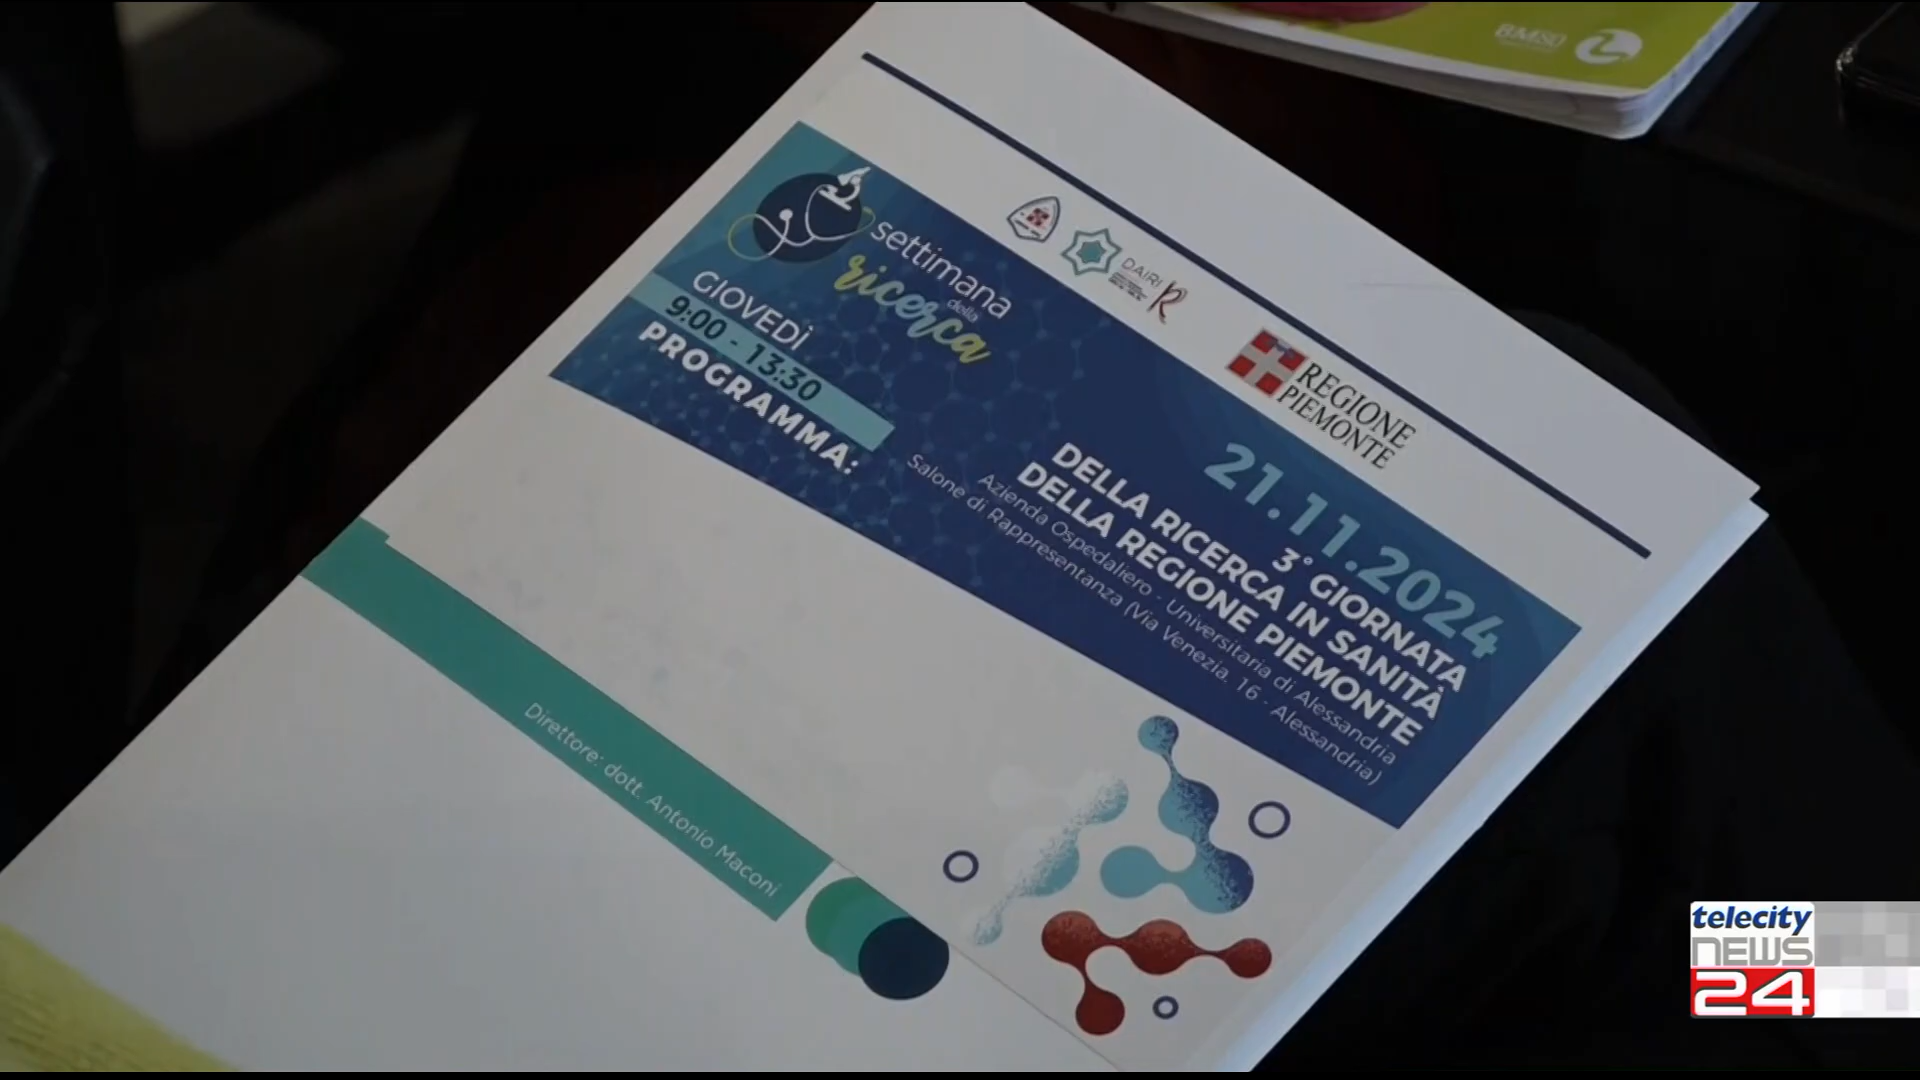 BMSO
DAIRI
R
REGIONE
PIEMONTE
settimana
della
ricerca
GIOVEDÌ
9:00 - 13:30
PROGRAMMA:
21.11.2024
3° GIORNATA
DELLA RICERCA IN SANITÀ
DELLA REGIONE PIEMONTE
Azienda Ospedaliero - Universitaria di Alessandria
Salone di Rappresentanza (Via Venezia, 16 - Alessandria)
Direttore: dott. Antonio Maconi
telecity
NEWS
24